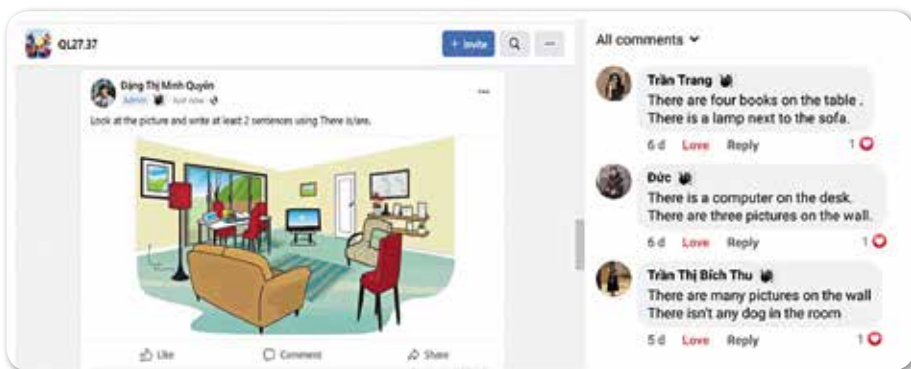 QL27.37
+ Invite
Đặng Thị Minh Quyên
Admin · Just now ·
Look at the picture and write at least 2 sentences using There is/are.
Like
Comment
Share
All comments
Trần Trang
There are four books on the table .
There is a lamp next to the sofa.
6 d Love Reply 1
Đức
There is a computer on the desk.
There are three pictures on the wall.
6 d Love Reply 1
Trần Thị Bích Thu
There are many pictures on the wall
There isn't any dog in the room
5 d Love Reply 1